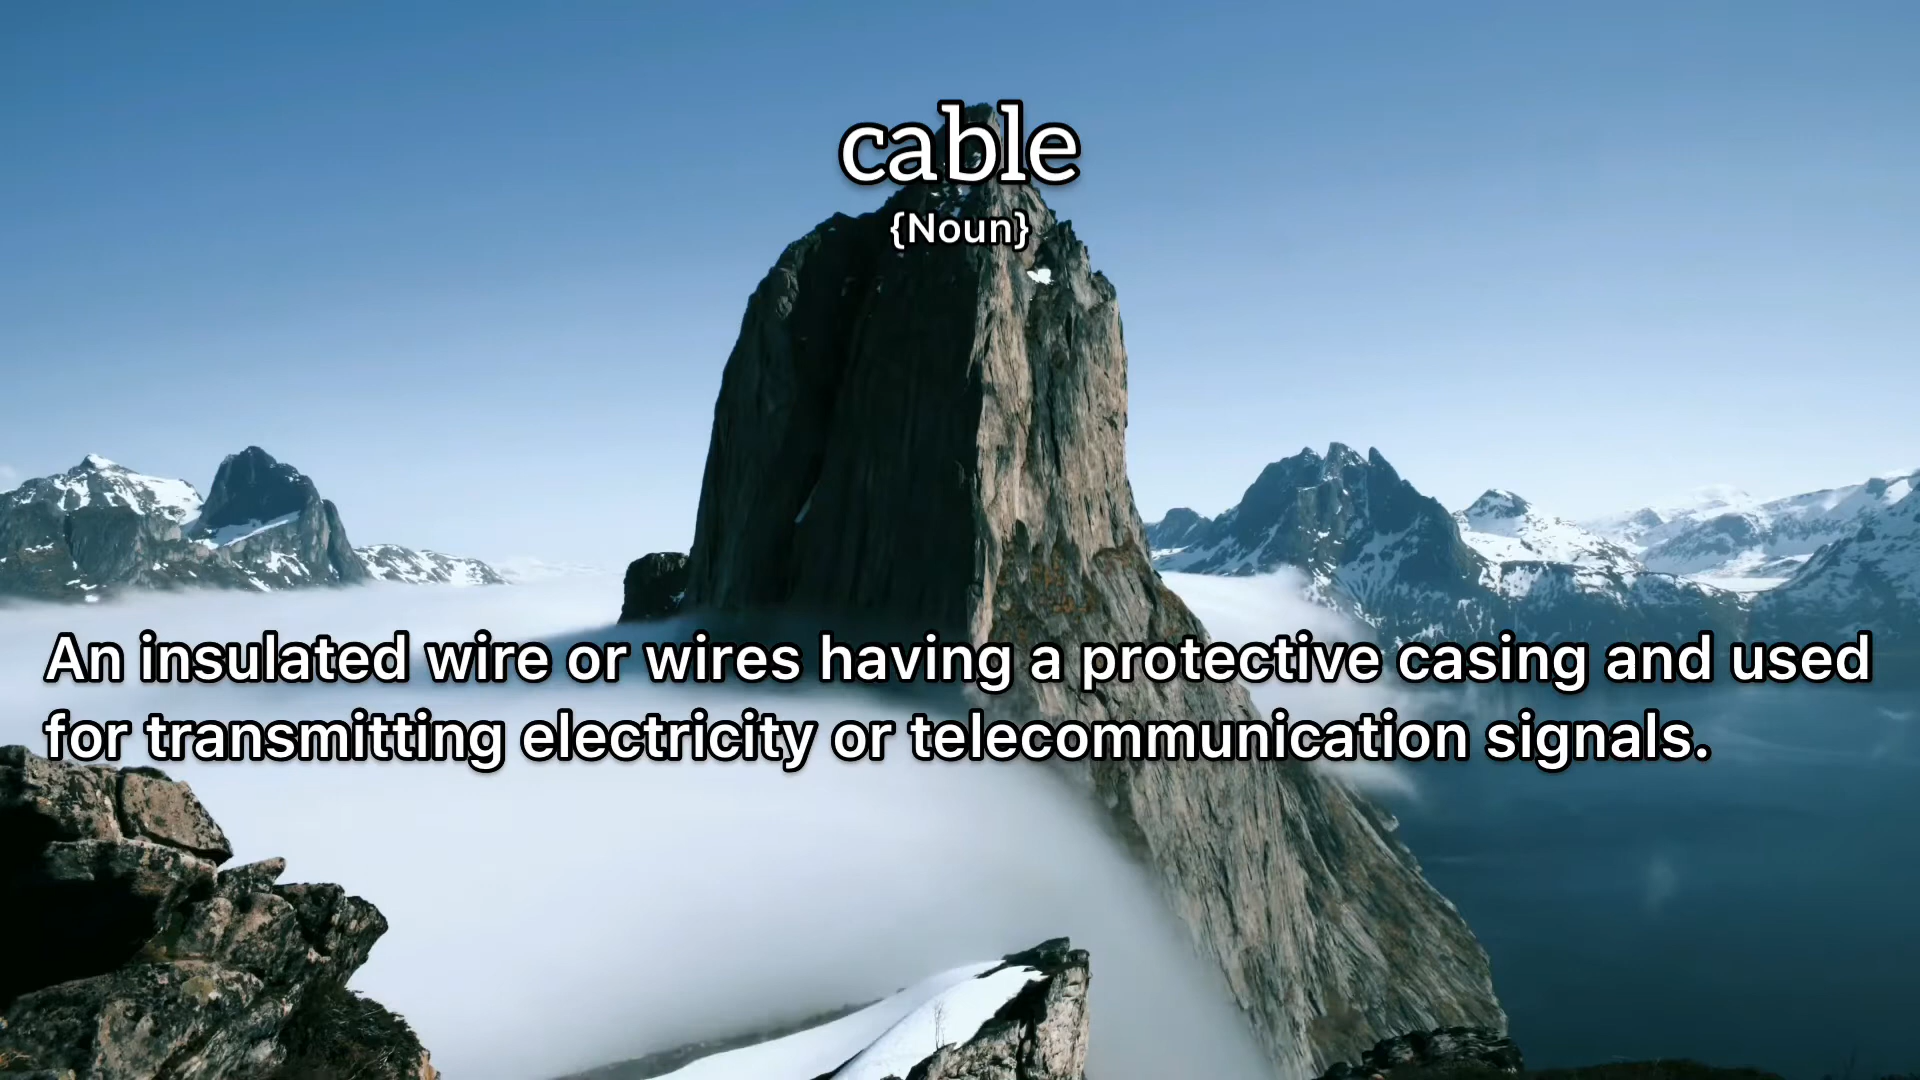 cable
{Noun}
An insulated wire or wires having a protective casing and used
for transmitting electricity or telecommunication signals.